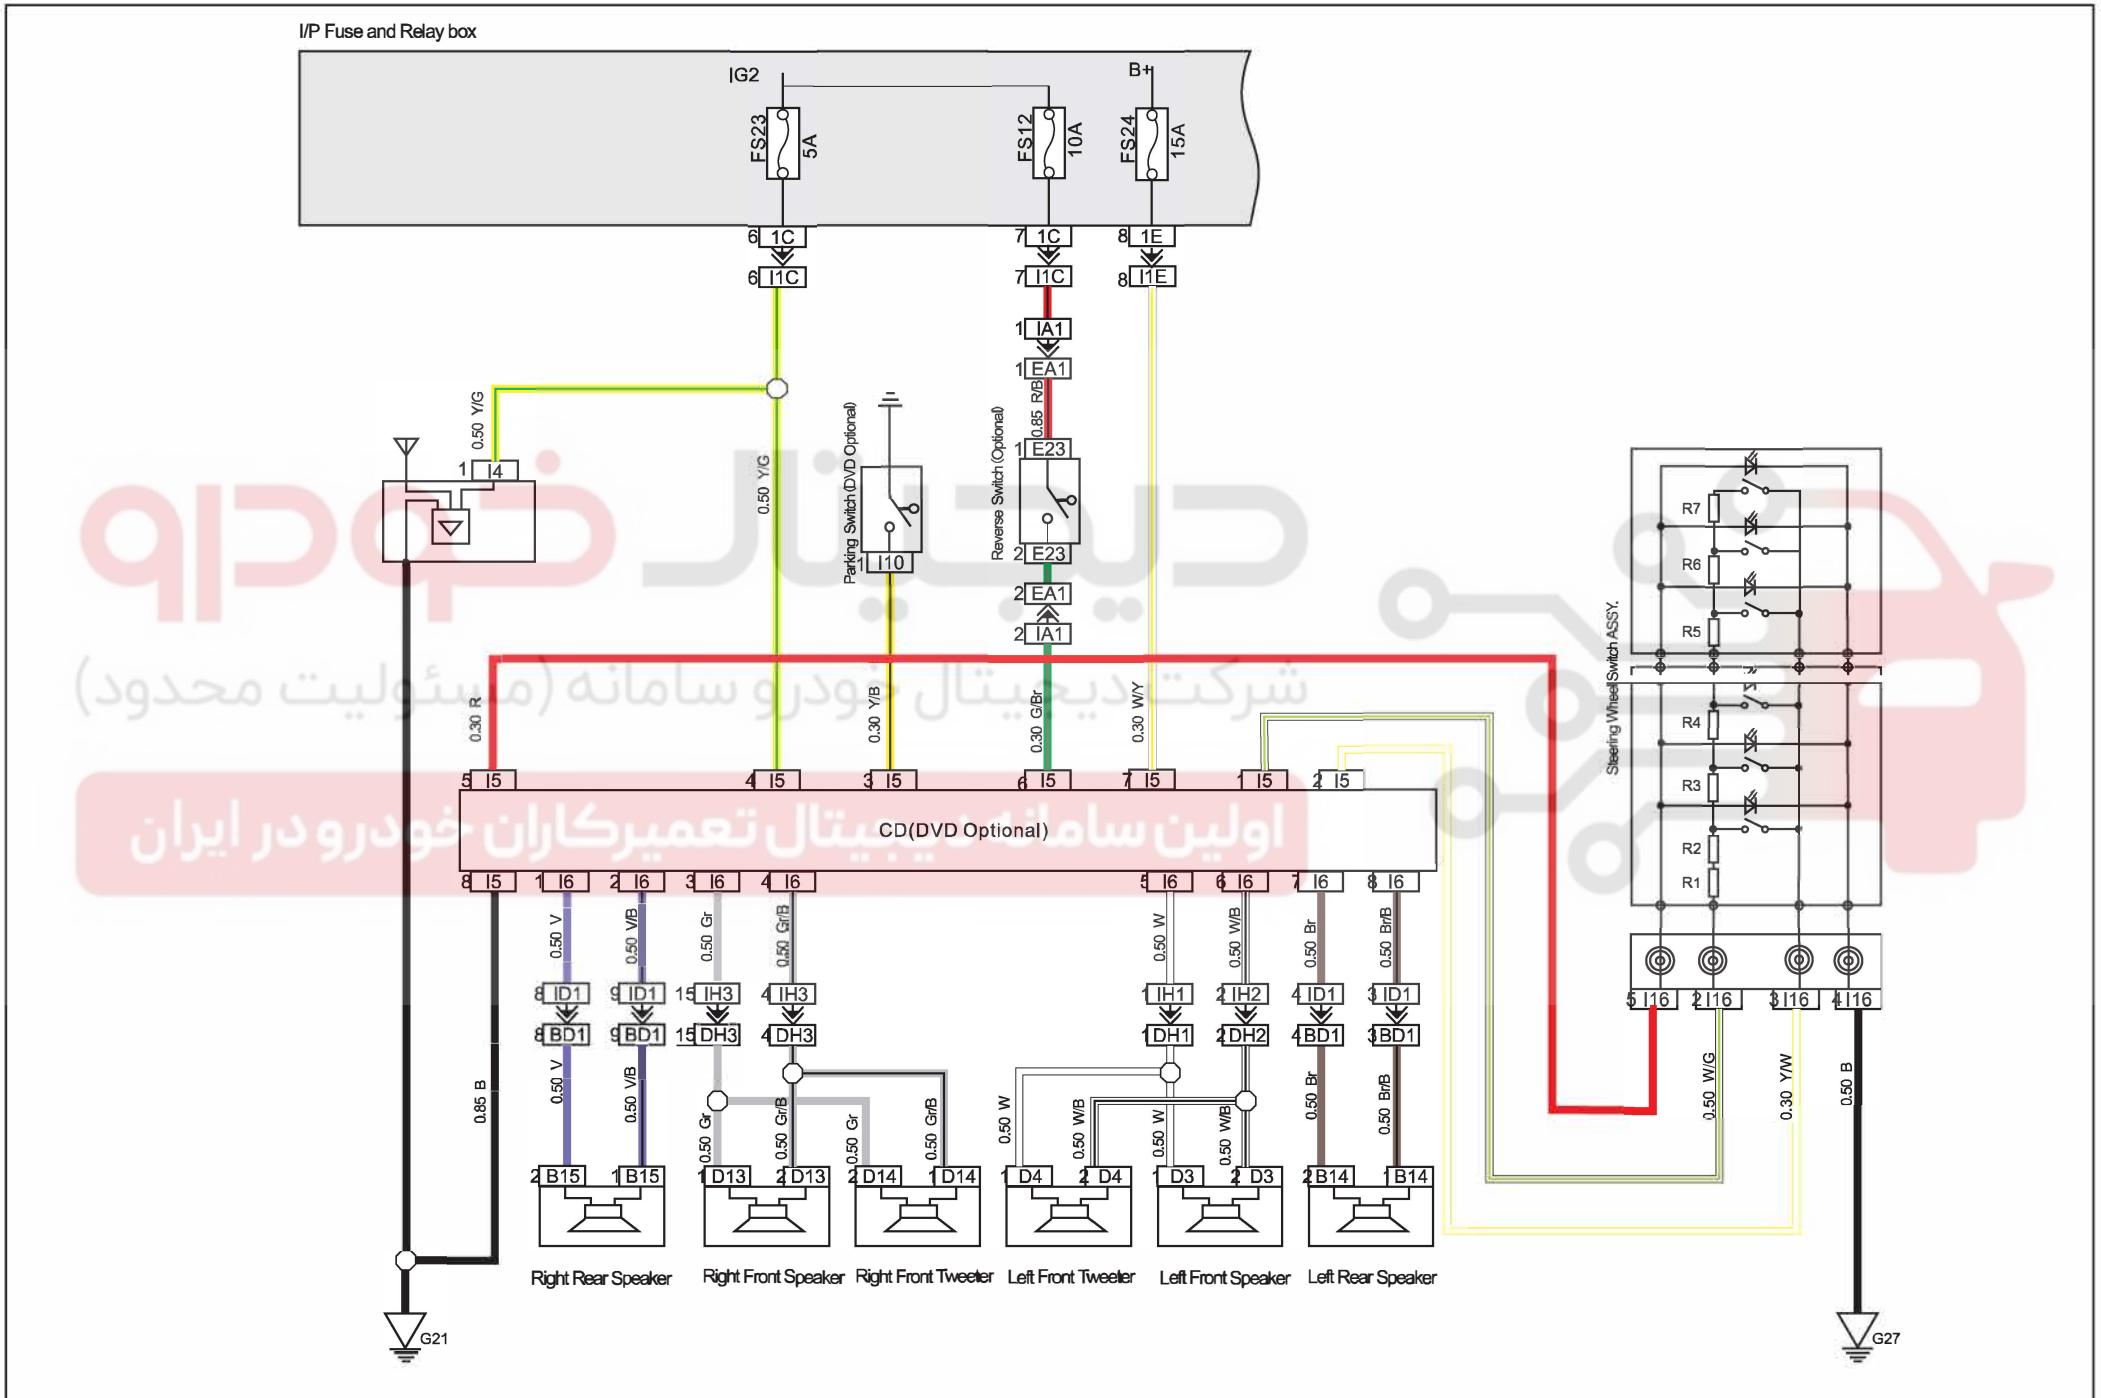 I/P Fuse and Relay box
IG2
B+
FS23
5A
FS12
10A
FS24
15A
6 1C
7 1C
8 1E
6 I1C
7 I1C
8 I1E
1 IA1
1 EA1
0.85 R/B
0.50 Y/G
1 I4
0.50 Y/G
Parking Switch (DVD Optional)
1 I10
Reverse Switch (Optional)
1 E23
2 E23
2 EA1
2 IA1
دیجیتال خودرو
شرکت دیجیتال خودرو سامانه (مسئولیت محدود)
اولین سامانه دیجیتال تعمیرکاران خودرو در ایران
0.30 R
0.30 Y/B
0.30 G/Br
0.30 W/Y
5 I5
4 I5
3 I5
6 I5
7 I5
1 I5
2 I5
CD(DVD Optional)
8 I5
1 I6
2 I6
3 I6
4 I6
5 I6
6 I6
7 I6
8 I6
0.50 V
0.50 V/B
0.50 Gr
0.50 Gr/B
0.50 W
0.50 W/B
0.50 Br
0.50 Br/B
8 ID1
9 ID1
15 IH3
4 IH3
1 IH1
2 IH2
4 ID1
3 ID1
8 BD1
9 BD1
15 DH3
4 DH3
1 DH1
2 DH2
4 BD1
3 BD1
0.85 B
0.50 V
0.50 V/B
0.50 Gr
0.50 Gr/B
0.50 Gr
0.50 Gr/B
0.50 W
0.50 W/B
0.50 W
0.50 W/B
0.50 Br
0.50 Br/B
2 B15
1 B15
1 D13
2 D13
2 D14
1 D14
1 D4
2 D4
1 D3
2 D3
2 B14
1 B14
Right Rear Speaker
Right Front Speaker
Right Front Tweeter
Left Front Tweeter
Left Front Speaker
Left Rear Speaker
G21
Steering Wheel Switch ASSY.
R7
R6
R5
R4
R3
R2
R1
5 I16
2 I16
3 I16
4 I16
0.50 W/G
0.30 Y/W
0.50 B
G27